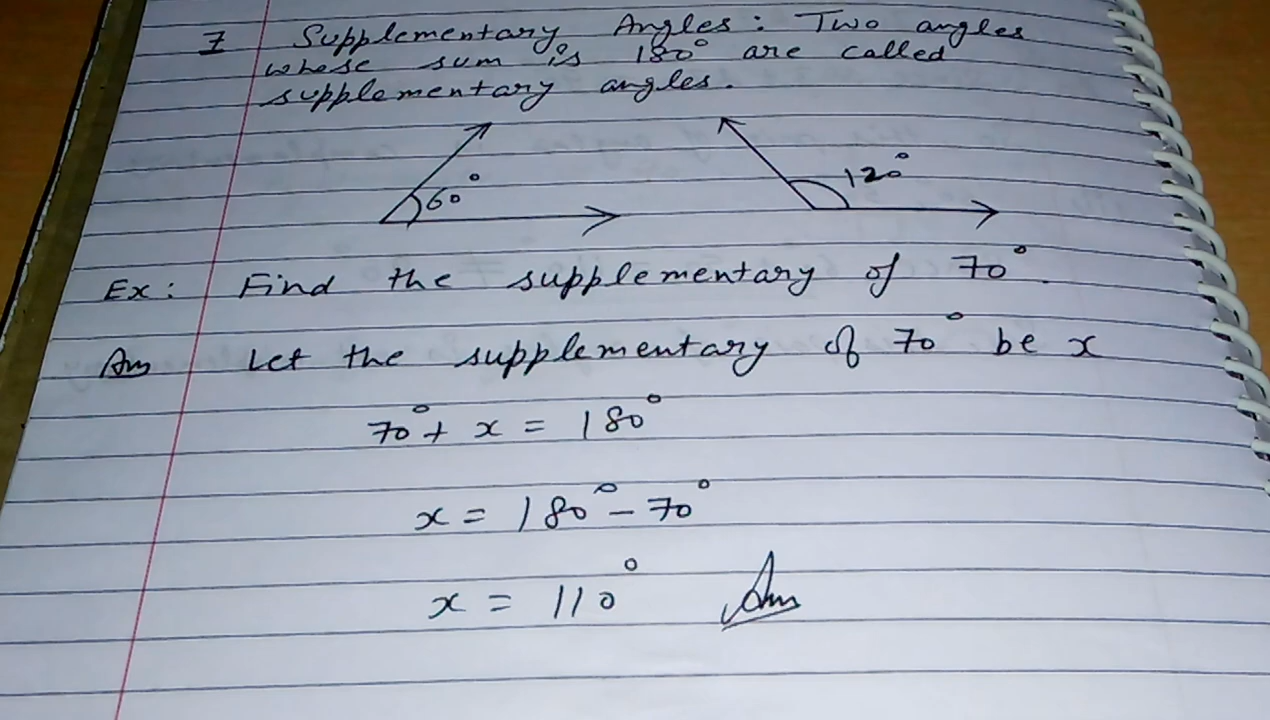 7 Supplementary Angles: Two angles
whose sum is 180° are called
supplementary angles.
60° 120°
Ex: Find the supplementary of 70°.
Ans Let the supplementary of 70° be x
70° + x = 180°
x = 180° - 70°
x = 110° Ans